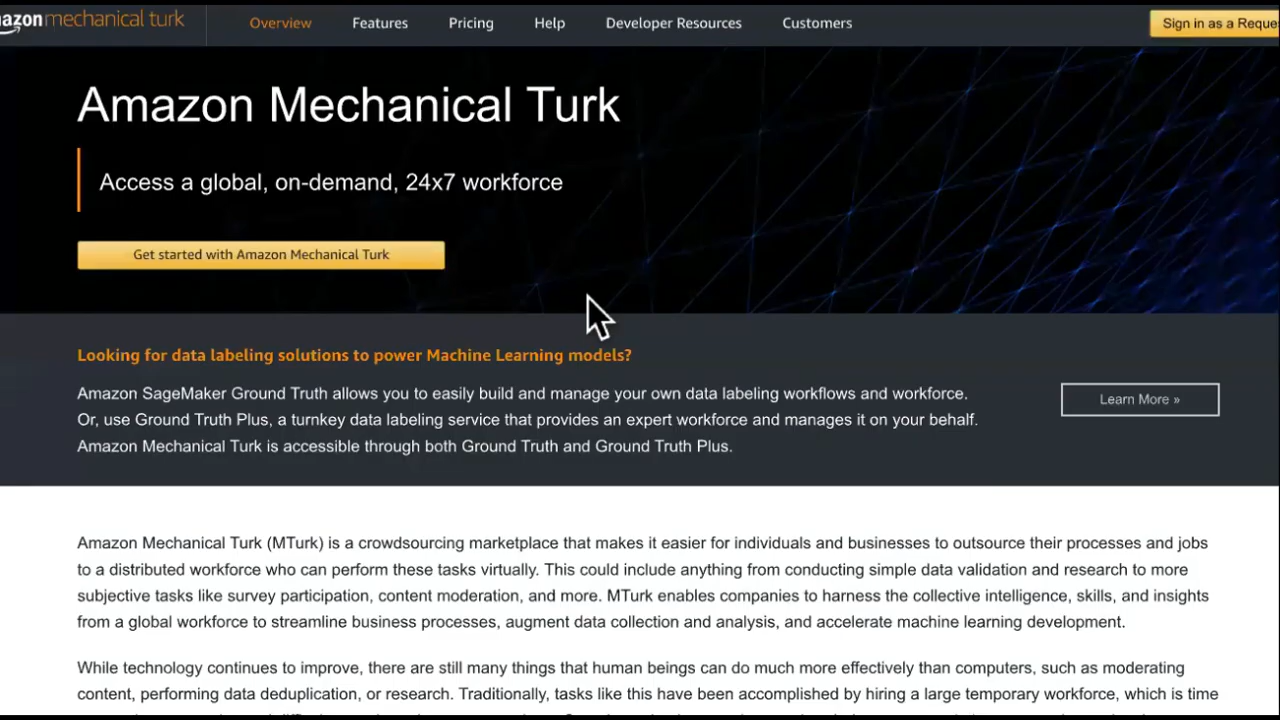 azon mechanical turk
Overview
Features
Pricing
Help
Developer Resources
Customers
Sign in as a Reque
Amazon Mechanical Turk
Access a global, on-demand, 24x7 workforce
Get started with Amazon Mechanical Turk
Looking for data labeling solutions to power Machine Learning models?
Amazon SageMaker Ground Truth allows you to easily build and manage your own data labeling workflows and workforce.
Or, use Ground Truth Plus, a turnkey data labeling service that provides an expert workforce and manages it on your behalf.
Amazon Mechanical Turk is accessible through both Ground Truth and Ground Truth Plus.
Learn More »
Amazon Mechanical Turk (MTurk) is a crowdsourcing marketplace that makes it easier for individuals and businesses to outsource their processes and jobs
to a distributed workforce who can perform these tasks virtually. This could include anything from conducting simple data validation and research to more
subjective tasks like survey participation, content moderation, and more. MTurk enables companies to harness the collective intelligence, skills, and insights
from a global workforce to streamline business processes, augment data collection and analysis, and accelerate machine learning development.
While technology continues to improve, there are still many things that human beings can do much more effectively than computers, such as moderating
content, performing data deduplication, or research. Traditionally, tasks like this have been accomplished by hiring a large temporary workforce, which is time